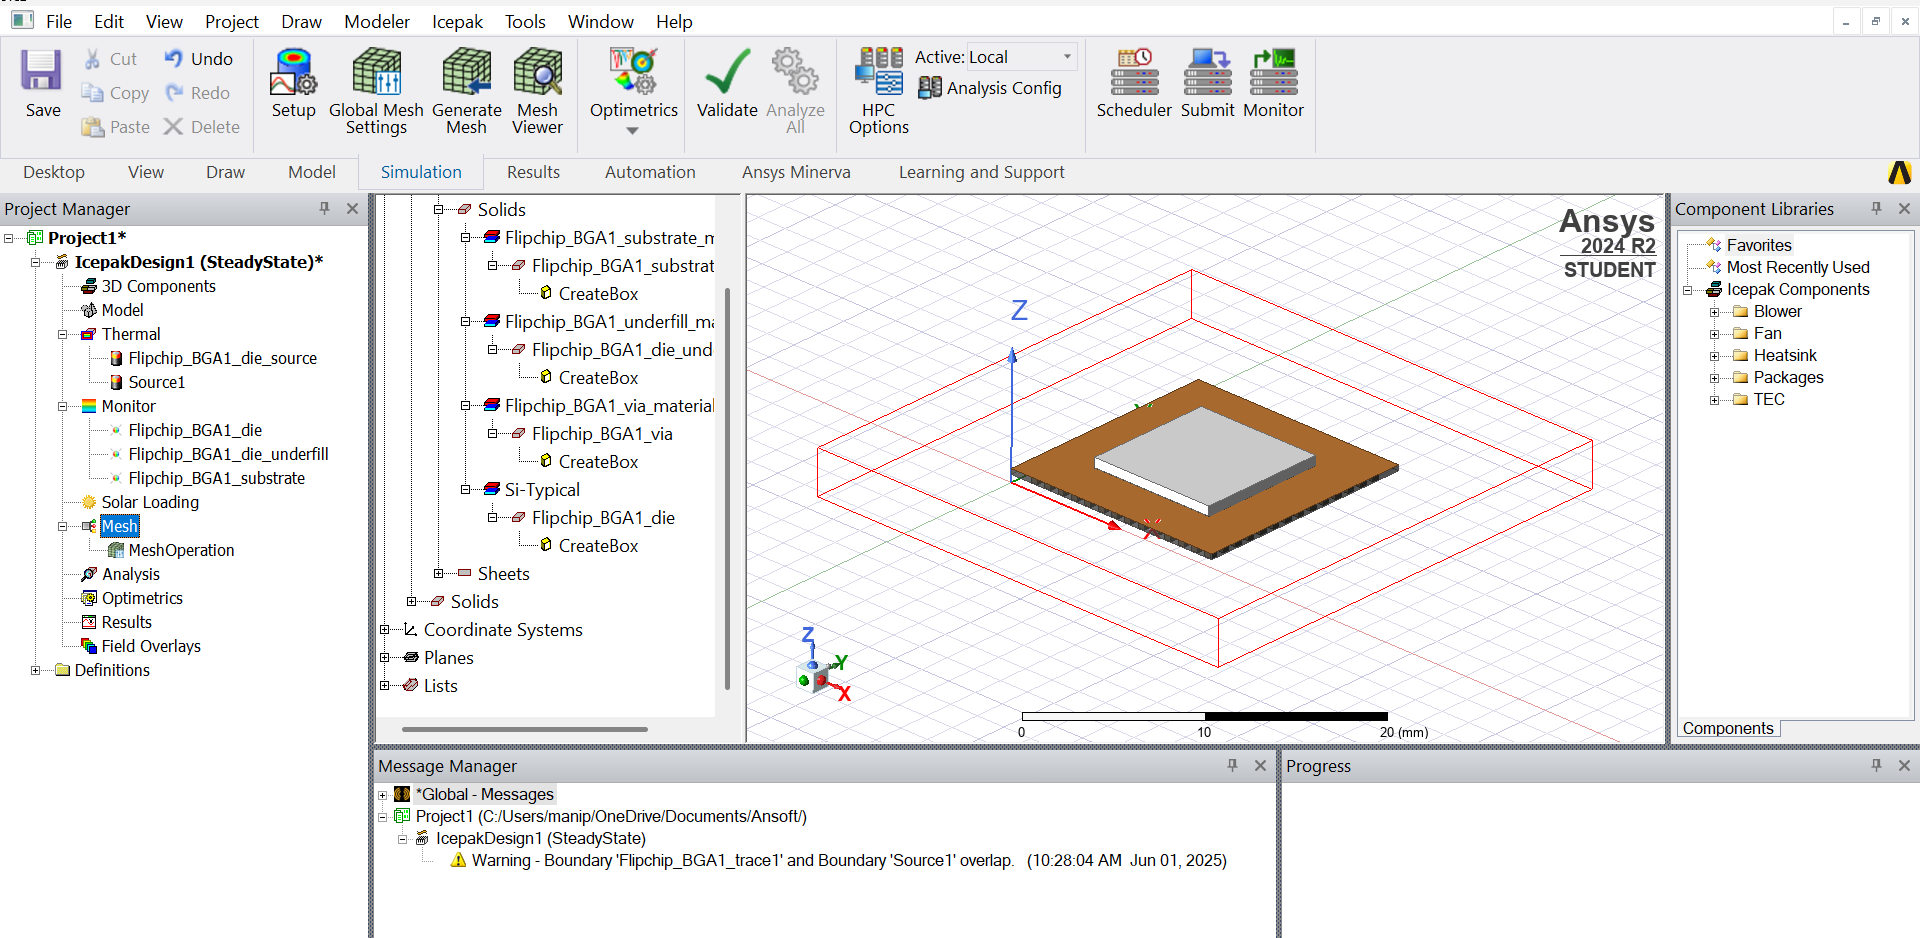 File Edit View Project Draw Modeler Icepak Tools Window Help
Save
Cut
Copy
Paste
Undo
Redo
Delete
Setup
Global Mesh
Settings
Generate
Mesh
Mesh
Viewer
Optimetrics
Validate
Analyze
All
HPC
Options
Active: Local
Analysis Config
Scheduler
Submit
Monitor
Desktop View Draw Model Simulation Results Automation Ansys Minerva Learning and Support
Project Manager
Project1*
IcepakDesign1 (SteadyState)*
3D Components
Model
Thermal
Flipchip_BGA1_die_source
Source1
Monitor
Flipchip_BGA1_die
Flipchip_BGA1_die_underfill
Flipchip_BGA1_substrate
Solar Loading
Mesh
MeshOperation
Analysis
Optimetrics
Results
Field Overlays
Definitions
Solids
Flipchip_BGA1_substrate_m
Flipchip_BGA1_substrat
CreateBox
Flipchip_BGA1_underfill_ma
Flipchip_BGA1_die_und
CreateBox
Flipchip_BGA1_via_material
Flipchip_BGA1_via
CreateBox
Si-Typical
Flipchip_BGA1_die
CreateBox
Sheets
Solids
Coordinate Systems
Planes
Lists
Ansys
2024 R2
STUDENT
Z
X
Z
Y
X
0 10 20 (mm)
Component Libraries
Favorites
Most Recently Used
Icepak Components
Blower
Fan
Heatsink
Packages
TEC
Components
Message Manager
*Global - Messages
Project1 (C:/Users/manip/OneDrive/Documents/Ansoft/)
IcepakDesign1 (SteadyState)
Warning - Boundary 'Flipchip_BGA1_trace1' and Boundary 'Source1' overlap. (10:28:04 AM Jun 01, 2025)
Progress